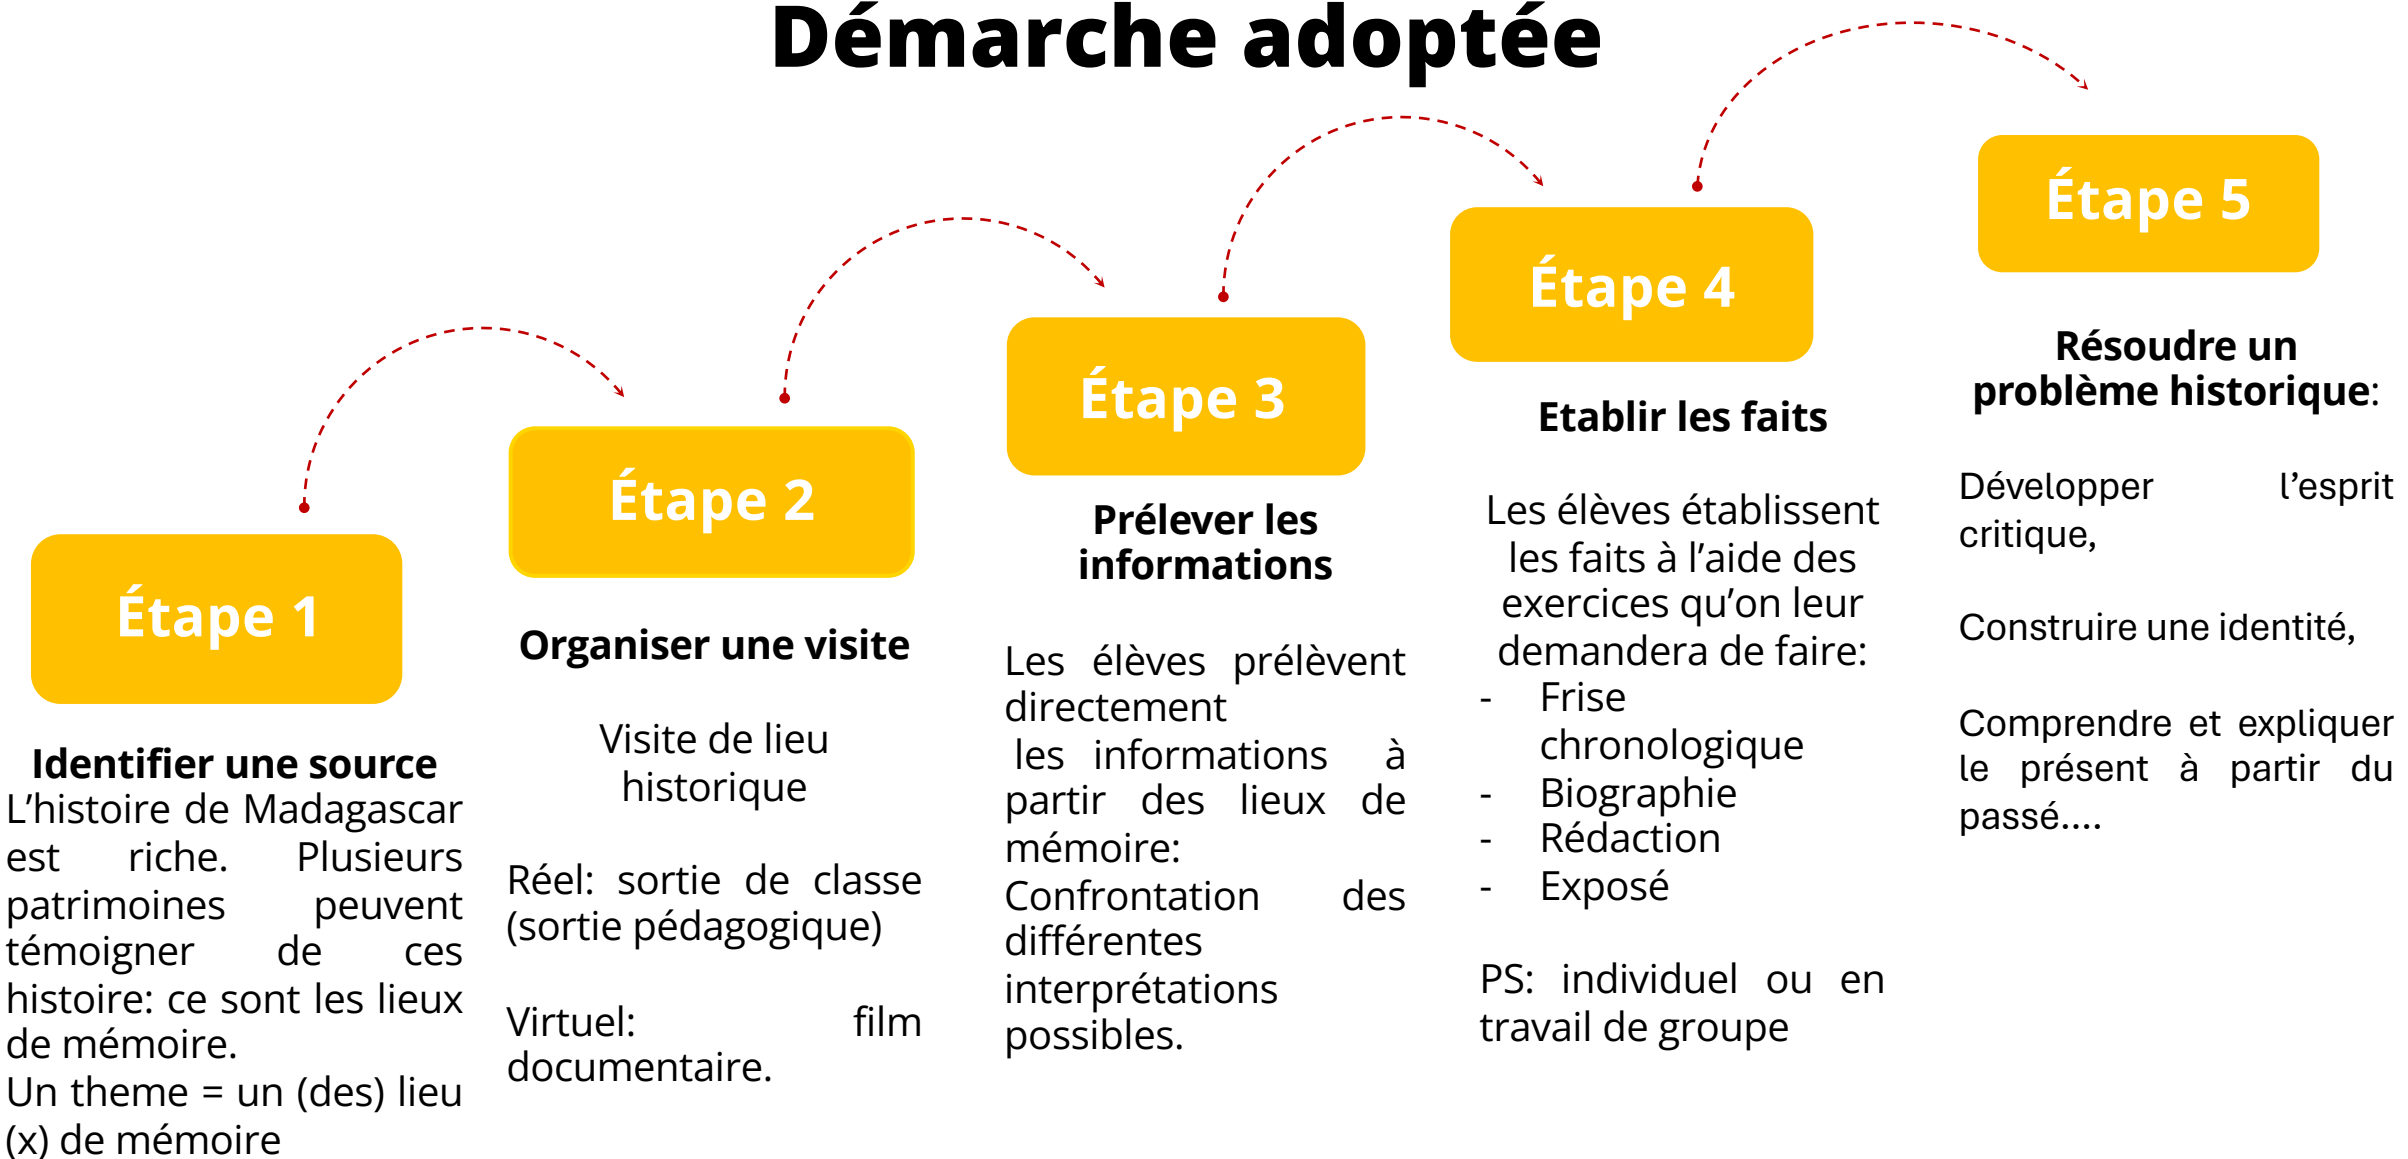 Démarche adoptée
Étape 1
Identifier une source
L’histoire de Madagascar
est riche. Plusieurs
patrimoines peuvent
témoigner de ces
histoire: ce sont les lieux
de mémoire.
Un theme = un (des) lieu
(x) de mémoire
Étape 2
Organiser une visite
Visite de lieu
historique
Réel: sortie de classe
(sortie pédagogique)
Virtuel: film
documentaire.
Étape 3
Prélever les
informations
Les élèves prélèvent
directement
les informations à
partir des lieux de
mémoire:
Confrontation des
différentes
interprétations
possibles.
Étape 4
Etablir les faits
Les élèves établissent
les faits à l’aide des
exercices qu’on leur
demandera de faire:
- Frise
chronologique
- Biographie
- Rédaction
- Exposé
PS: individuel ou en
travail de groupe
Étape 5
Résoudre un
problème historique:
Développer l’esprit
critique,
Construire une identité,
Comprendre et expliquer
le présent à partir du
passé....